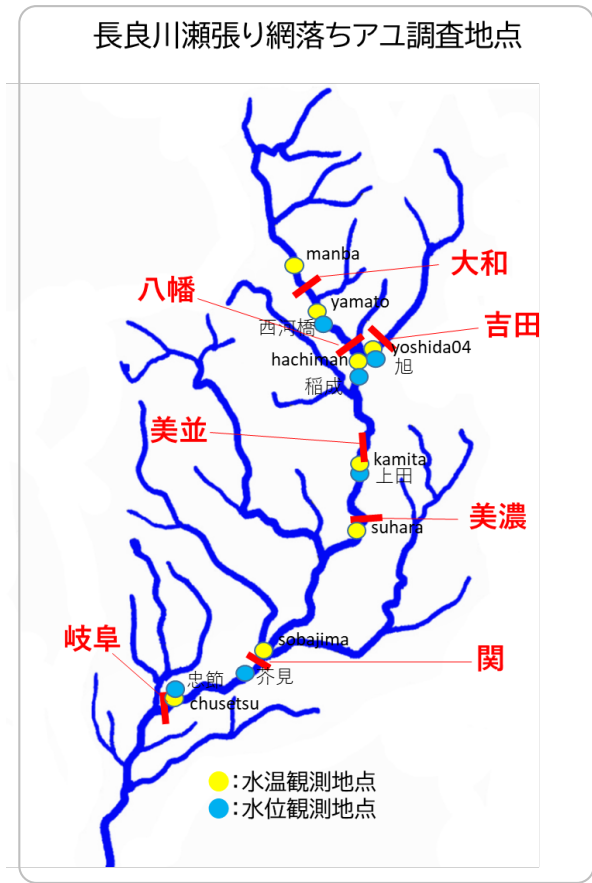 長良川瀬張り網落ちアユ調査地点
manba
大和
八幡
yamato
西河橋
吉田
yoshida04
hachiman
旭
稲成
美並
kamita
上田
美濃
suhara
岐阜
sobajima
関
芥見
忠節
chusetsu
：水温観測地点
：水位観測地点